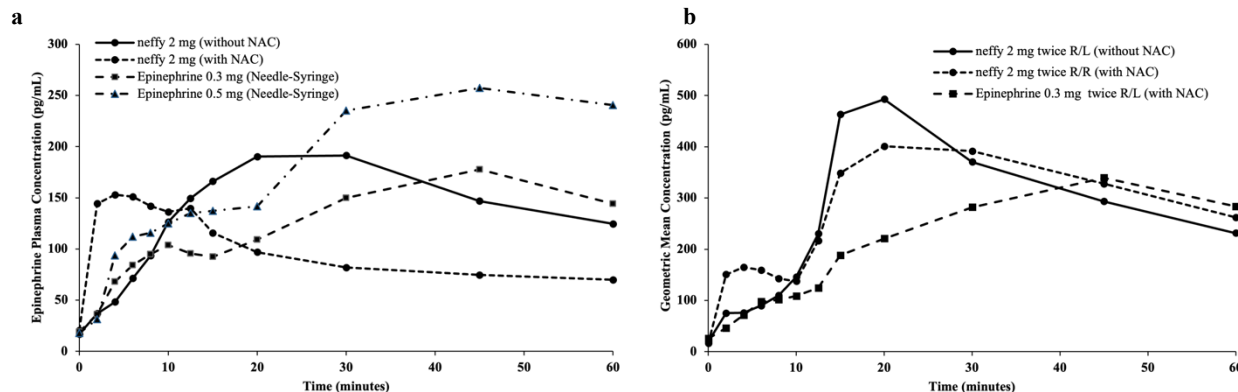 a
neffy 2 mg (without NAC)
neffy 2 mg (with NAC)
Epinephrine 0.3 mg (Needle-Syringe)
Epinephrine 0.5 mg (Needle-Syringe)
Epinephrine Plasma Concentration (pg/mL)
300
250
200
150
100
50
0
0 10 20 30 40 50 60
Time (minutes)
b
neffy 2 mg twice R/L (without NAC)
neffy 2 mg twice R/R (with NAC)
Epinephrine 0.3 mg twice R/L (with NAC)
Geometric Mean Concentration (pg/mL)
600
500
400
300
200
100
0
0 10 20 30 40 50 60
Time (minutes)